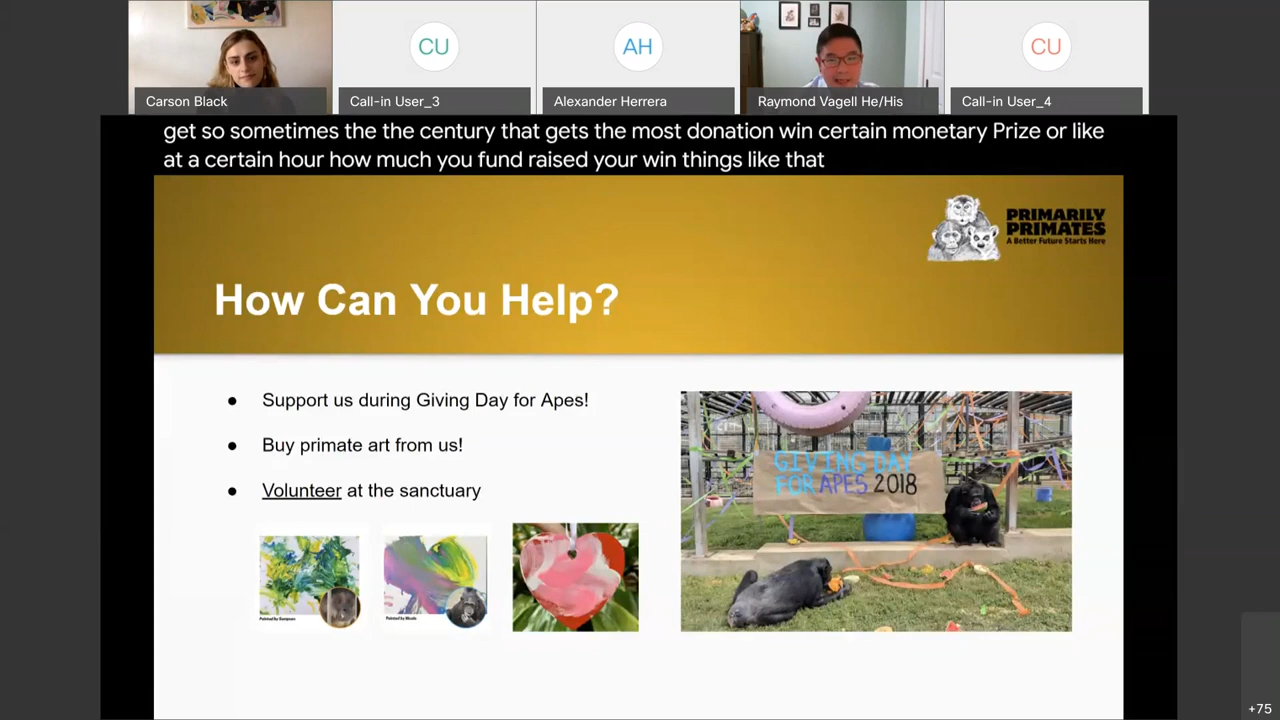 CU
AH
CU
Carson Black
Call-in User_3
Alexander Herrera
Raymond Vagell He/His
Call-in User_4
get so sometimes the the century that gets the most donation win certain monetary Prize or like
at a certain hour how much you fund raised your win things like that
PRIMARILY
PRIMATES
A Better Future Starts Here
How Can You Help?
● Support us during Giving Day for Apes!
● Buy primate art from us!
● Volunteer at the sanctuary
GIVING DAY
FOR APES 2018
Painted By
Painted By
+75